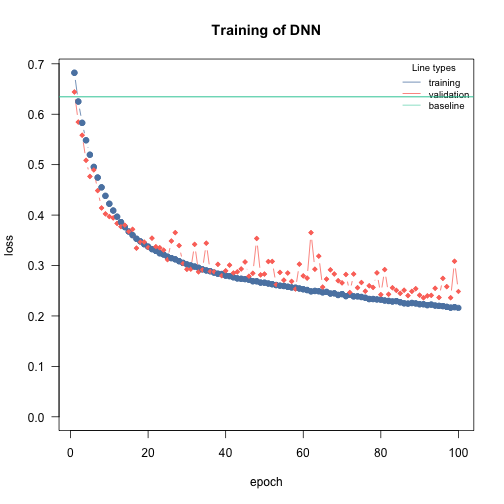 Training of DNN
Line types
training
validation
baseline
loss
0.7
0.6
0.5
0.4
0.3
0.2
0.1
0.0
0 20 40 60 80 100
epoch